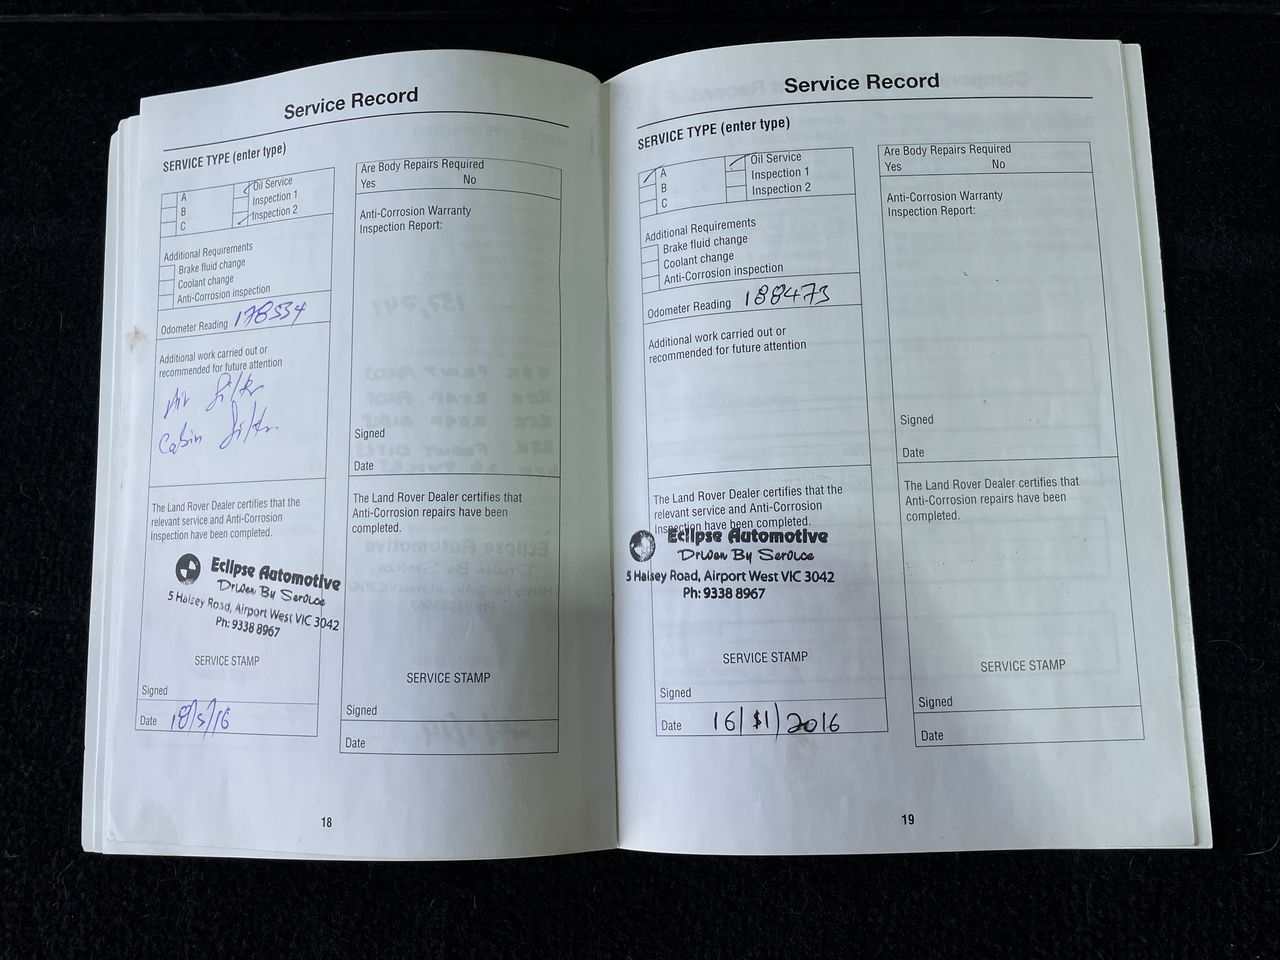 Service Record
SERVICE TYPE (enter type)
A
B
C
Oil Service
Inspection 1
Inspection 2
Additional Requirements
Brake fluid change
Coolant change
Anti-Corrosion inspection
Odometer Reading 178534
Additional work carried out or
recommended for future attention
Air filter
Cabin filter.
The Land Rover Dealer certifies that the
relevant service and Anti-Corrosion
Inspection have been completed.
Eclipse Automotive
Driven By Service
5 Halsey Road, Airport West VIC 3042
Ph: 9338 8967
SERVICE STAMP
Signed
Date 18/5/16
Are Body Repairs Required
Yes No
Anti-Corrosion Warranty
Inspection Report:
Signed
Date
The Land Rover Dealer certifies that
Anti-Corrosion repairs have been
completed.
SERVICE STAMP
Signed
Date
18
Service Record
SERVICE TYPE (enter type)
A
B
C
Oil Service
Inspection 1
Inspection 2
Additional Requirements
Brake fluid change
Coolant change
Anti-Corrosion inspection
Odometer Reading 188473
Additional work carried out or
recommended for future attention
The Land Rover Dealer certifies that the
relevant service and Anti-Corrosion
Inspection have been completed.
Eclipse Automotive
Driven By Service
5 Halsey Road, Airport West VIC 3042
Ph: 9338 8967
SERVICE STAMP
Signed
Date 16/11/2016
Are Body Repairs Required
Yes No
Anti-Corrosion Warranty
Inspection Report:
Signed
Date
The Land Rover Dealer certifies that
Anti-Corrosion repairs have been
completed.
SERVICE STAMP
Signed
Date
19